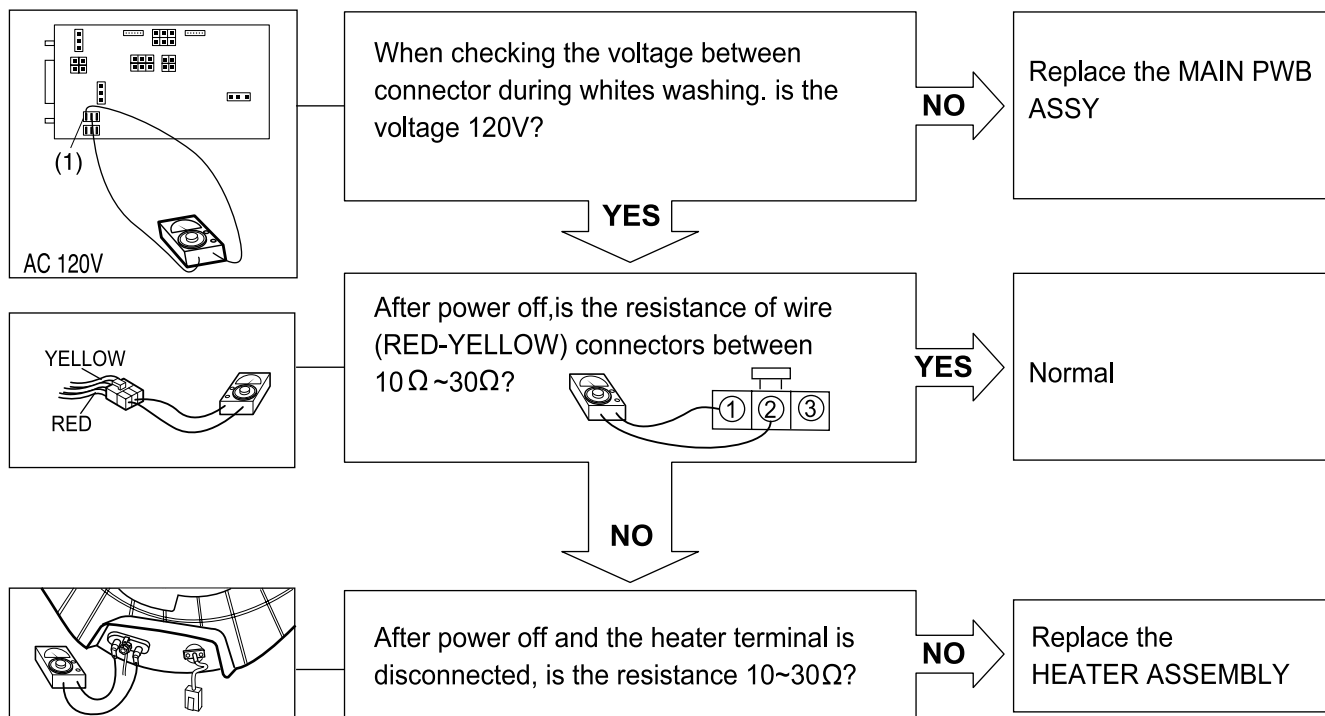 (1)
AC 120V
When checking the voltage between
connector during whites washing. is the
voltage 120V?
NO
Replace the MAIN PWB
ASSY
YES
YELLOW
RED
After power off,is the resistance of wire
(RED-YELLOW) connectors between
10Ω~30Ω?
① ② ③
YES
Normal
NO
After power off and the heater terminal is
disconnected, is the resistance 10~30Ω?
NO
Replace the
HEATER ASSEMBLY